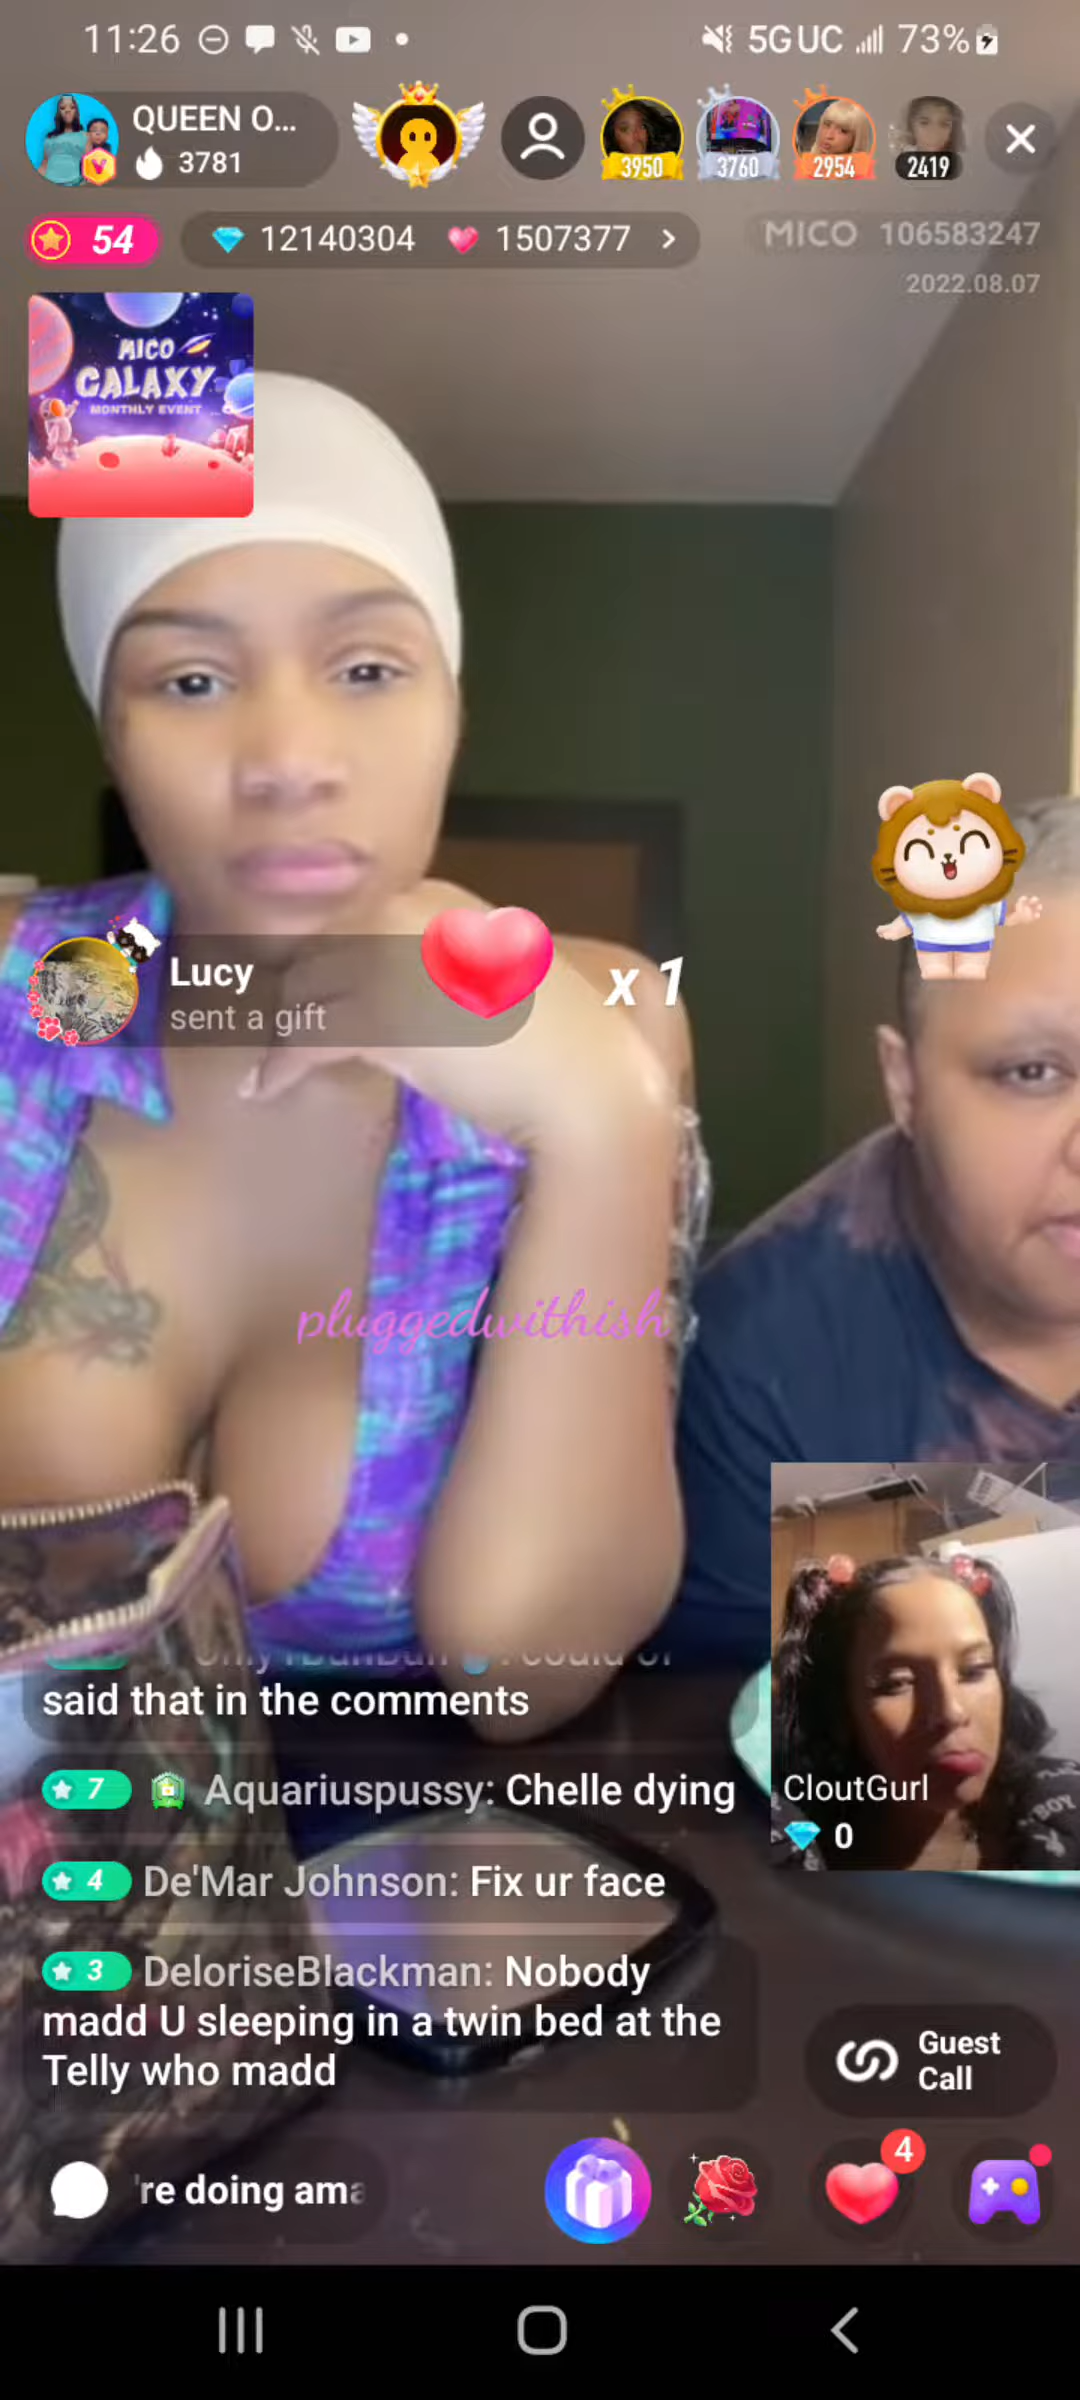 11:26
5G UC
73%
QUEEN O...
3781
3950
3760
2954
2419
54
12140304
1507377
MICO 106583247
2022.08.07
MICO
GALAXY
MONTHLY EVENT
Lucy
sent a gift
x 1
pluggedwithish
said that in the comments
7 Aquariuspussy: Chelle dying
4 De'Mar Johnson: Fix ur face
3 DeloriseBlackman: Nobody
madd U sleeping in a twin bed at the
Telly who madd
BOY
CloutGurl
0
Guest
Call
're doing ama
4